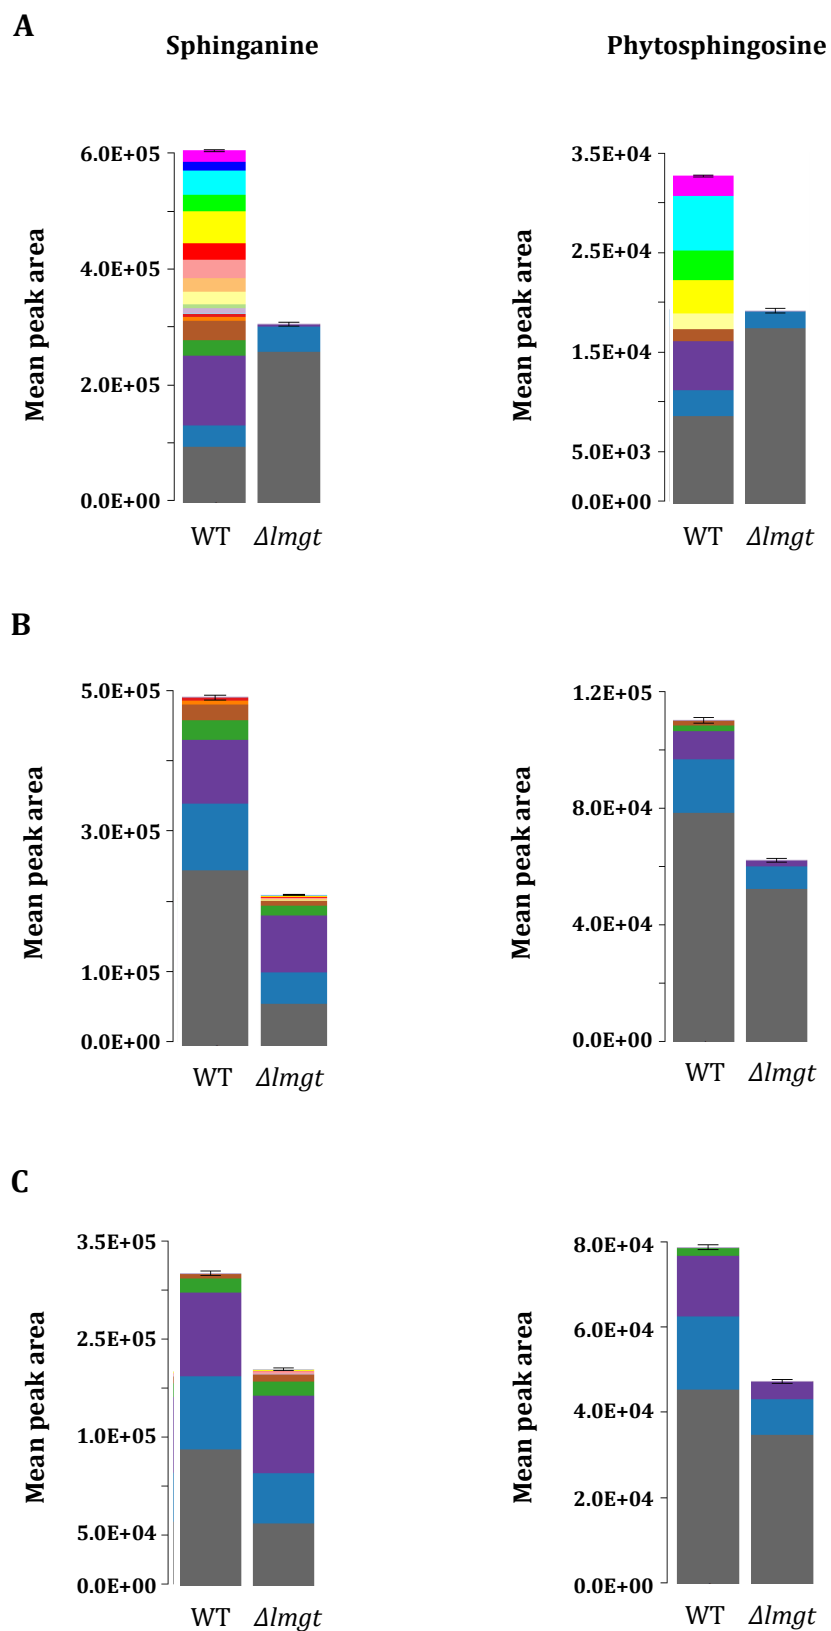 A
Sphinganine
Phytosphingosine
Mean peak area
6.0E+05
4.0E+05
2.0E+05
0.0E+00
WT
Δlmgt
Mean peak area
3.5E+04
2.5E+04
1.5E+04
5.0E+03
0.0E+00
WT
Δlmgt
B
Mean peak area
5.0E+05
3.0E+05
1.0E+05
0.0E+00
WT
Δlmgt
Mean peak area
1.2E+05
8.0E+04
4.0E+04
0.0E+00
WT
Δlmgt
C
Mean peak area
3.5E+05
2.5E+05
1.0E+05
5.0E+04
0.0E+00
WT
Δlmgt
Mean peak area
8.0E+04
6.0E+04
4.0E+04
2.0E+04
0.0E+00
WT
Δlmgt